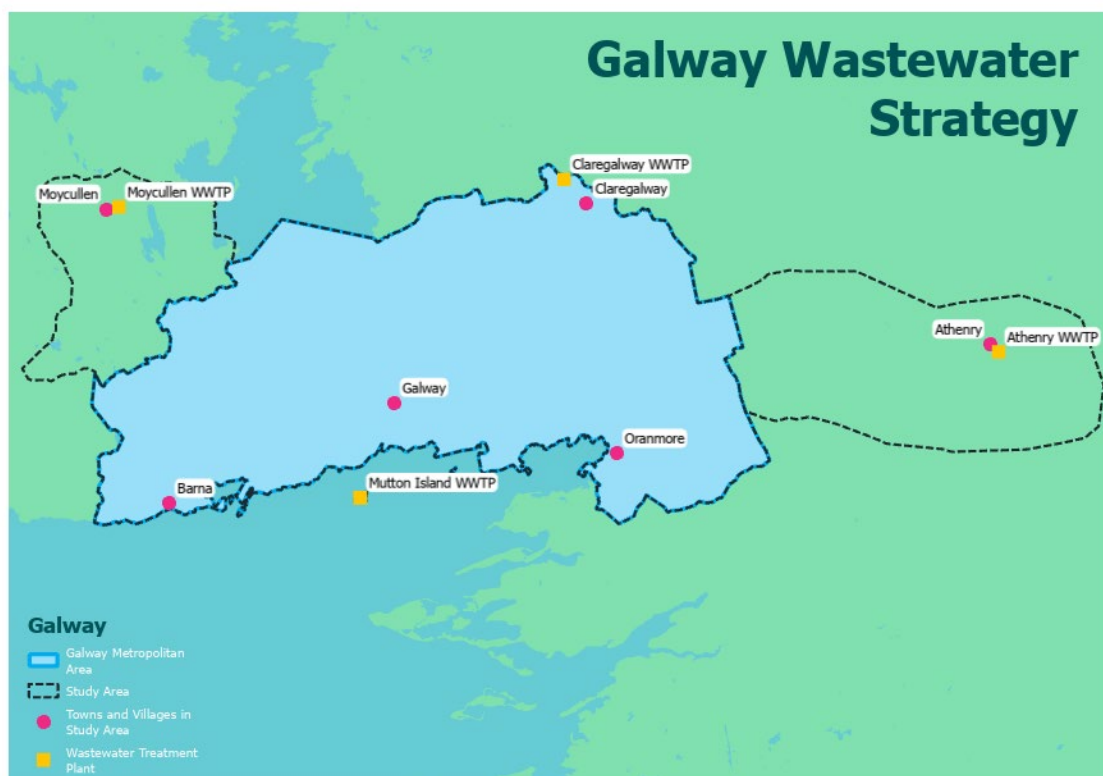 Galway Wastewater
Strategy
Claregalway WWTP
Claregalway
Moycullen
Moycullen WWTP
Athenry
Athenry WWTP
Galway
Oranmore
Barna
Mutton Island WWTP
Galway
Galway Metropolitan
Area
Study Area
Towns and Villages in
Study Area
Wastewater Treatment
Plant